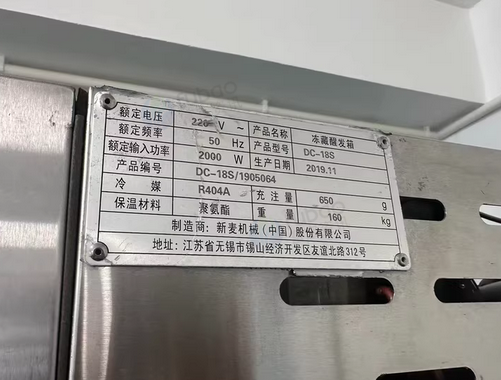 额定电压 220 V ~ 产品名称 冻藏醒发箱
额定频率 50 Hz 产品型号 DC-18S
额定输入功率 2000 W 生产日期 2019.11
产品编号 DC-18S/1905064
冷 媒 R404A 充注量 650 g
保温材料 聚氨酯 重量 160 kg
制造商: 新麦机械(中国)股份有限公司
地址: 江苏省无锡市锡山经济开发区友谊北路312号